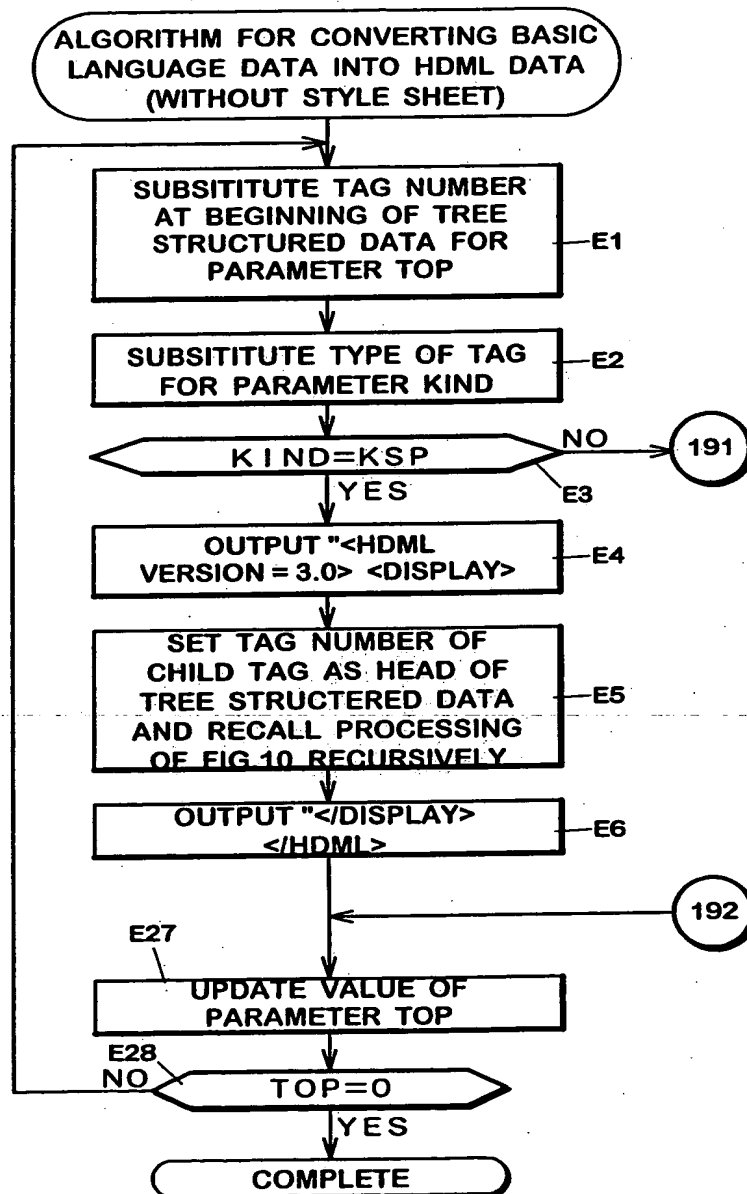 ALGORITHM FOR CONVERTING BASIC
LANGUAGE DATA INTO HDML DATA
(WITHOUT STYLE SHEET)
SUBSITITUTE TAG NUMBER
AT BEGINNING OF TREE
STRUCTURED DATA FOR
PARAMETER TOP
E1
SUBSITITUTE TYPE OF TAG
FOR PARAMETER KIND
E2
KIND=KSP
NO
191
E3
YES
OUTPUT "<HDML
VERSION = 3.0> <DISPLAY>
E4
SET TAG NUMBER OF
CHILD TAG AS HEAD OF
TREE STRUCTERED DATA
AND RECALL PROCESSING
OF FIG.10 RECURSIVELY
E5
OUTPUT "</DISPLAY>
</HDML>
E6
192
E27
UPDATE VALUE OF
PARAMETER TOP
E28
NO
TOP=0
YES
COMPLETE